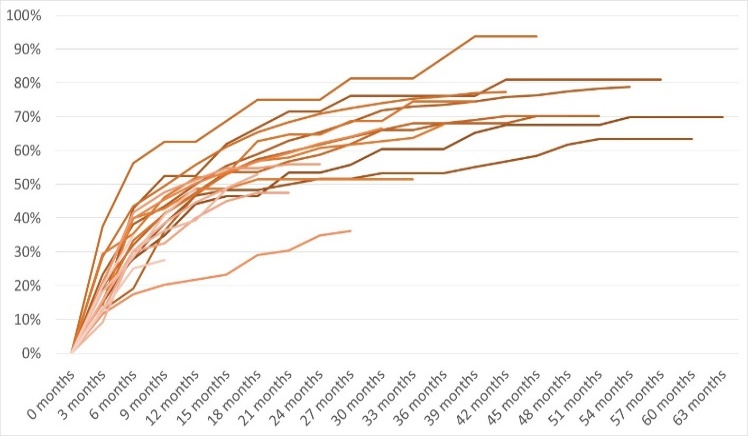 100%
90%
80%
70%
60%
50%
40%
30%
20%
10%
0%
0 months
3 months
6 months
9 months
12 months
15 months
18 months
21 months
24 months
27 months
30 months
33 months
36 months
39 months
42 months
45 months
48 months
51 months
54 months
57 months
60 months
63 months